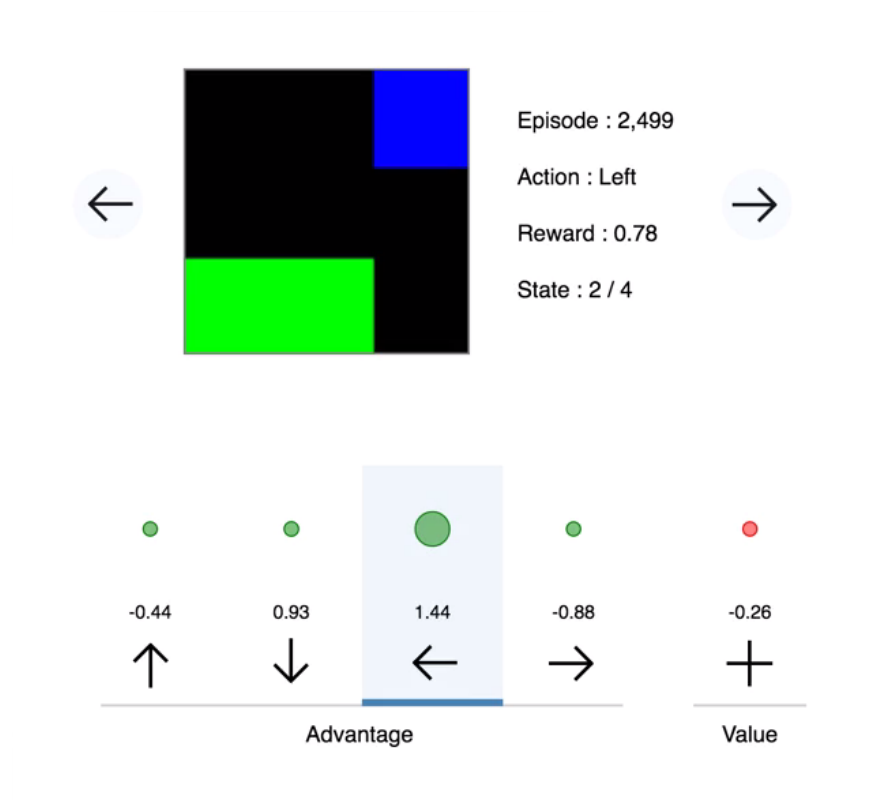 Episode : 2,499
Action : Left
Reward : 0.78
State : 2 / 4
-0.44 0.93 1.44 -0.88 -0.26
Advantage Value